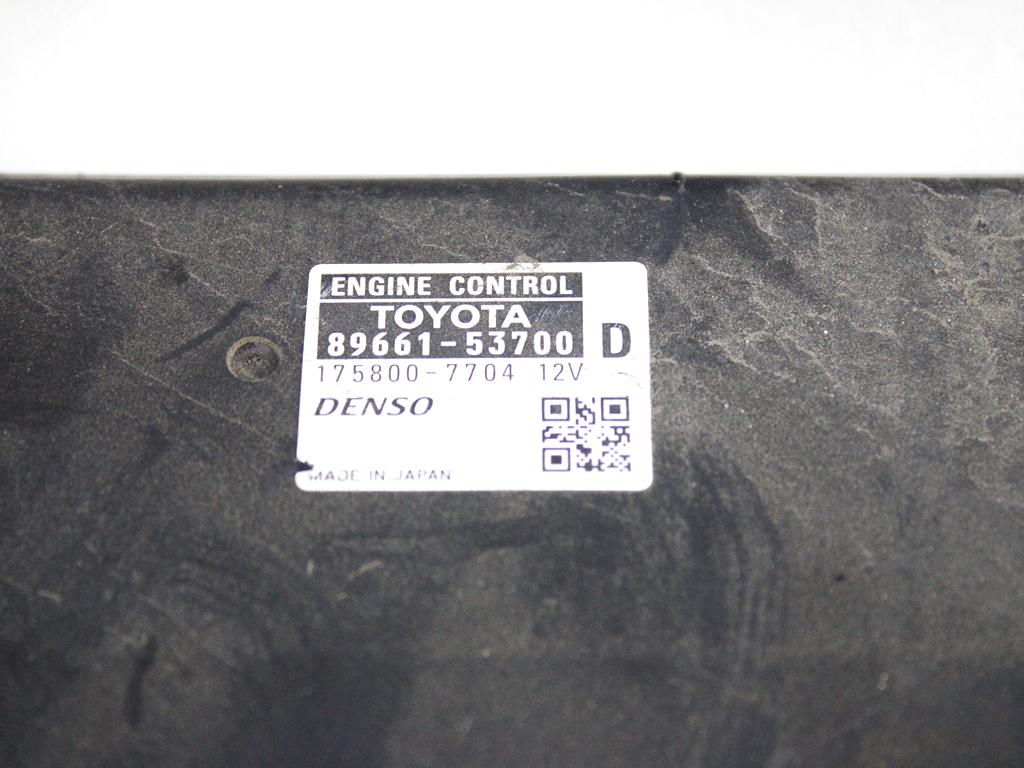 ENGINE CONTROL
TOYOTA
89661-53700 D
175800-7704 12V
DENSO
MADE IN JAPAN